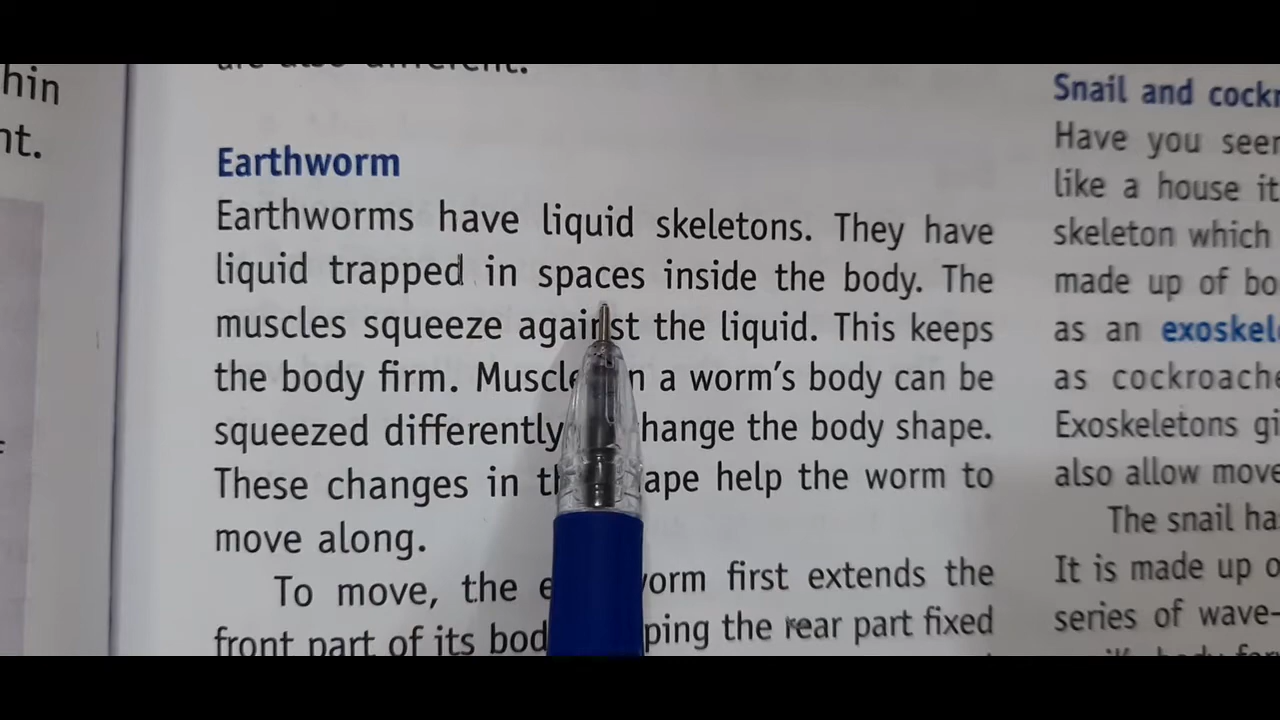 hin
nt.
are also different.
Earthworm
Earthworms have liquid skeletons. They have
liquid trapped in spaces inside the body. The
muscles squeeze against the liquid. This keeps
the body firm. Muscle n a worm's body can be
squeezed differently hange the body shape.
These changes in th ape help the worm to
move along.
To move, the e worm first extends the
front part of its bod ping the rear part fixed
Snail and cockr
Have you seen
like a house it
skeleton which
made up of bo
as an exoskel
as cockroache
Exoskeletons gi
also allow move
The snail ha
It is made up o
series of wave-